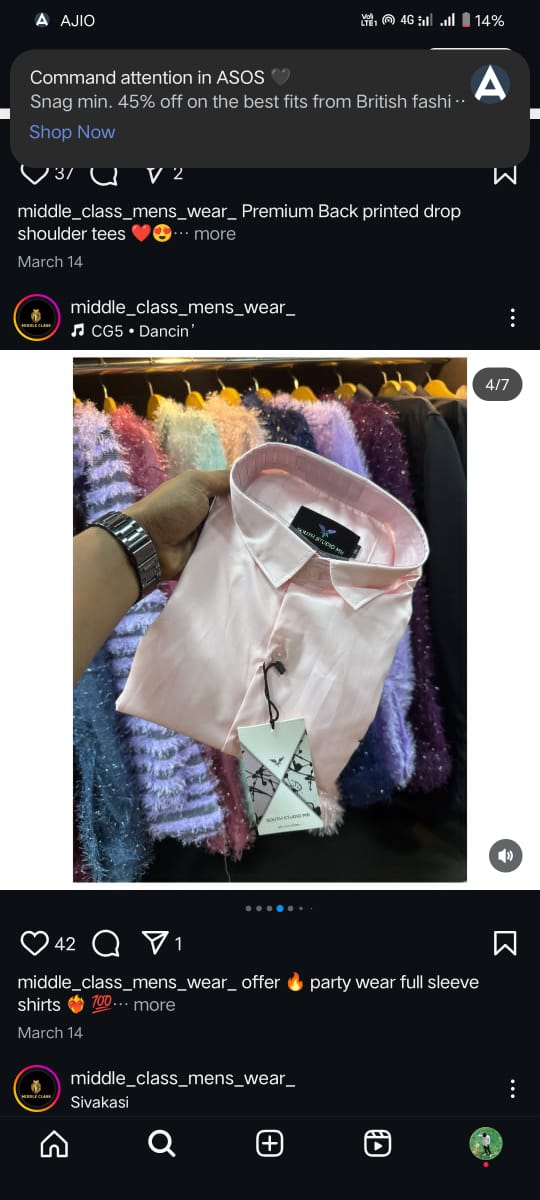 AJIO
Vo) LTE1 4G 14%
Command attention in ASOS 🖤
Snag min. 45% off on the best fits from British fashi··
Shop Now
37 2
middle_class_mens_wear_ Premium Back printed drop
shoulder tees ❤️😍... more
March 14
MIDDLE CLASS
middle_class_mens_wear_
CG5 • Dancin’
4/7
SOUTH STUDIO MR
SOUTH STUDIO MR
42 1
middle_class_mens_wear_ offer 🔥 party wear full sleeve
shirts ❤️‍🔥 💯... more
March 14
MIDDLE CLASS
middle_class_mens_wear_
Sivakasi